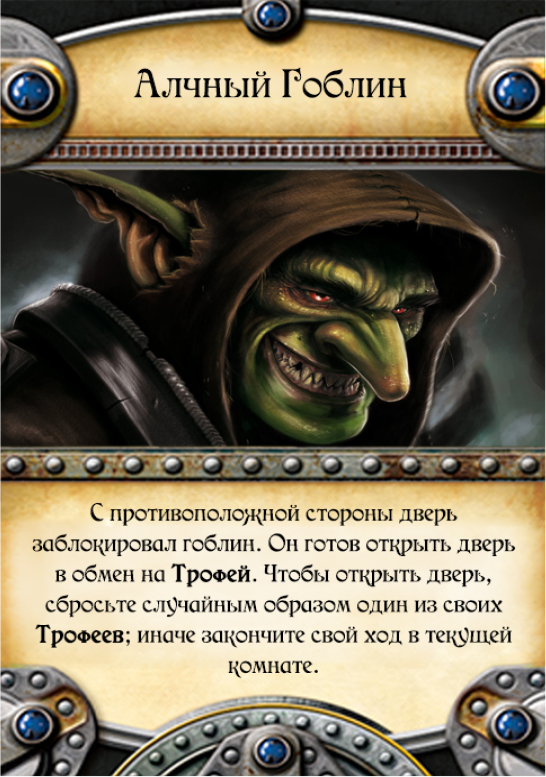 Алчный Гоблин
С противоположной стороны дверь
заблокировал гоблин. Он готов открыть дверь
в обмен на Трофей. Чтобы открыть дверь,
сбросьте случайным образом один из своих
Трофеев; иначе закончите свой ход в текущей
комнате.